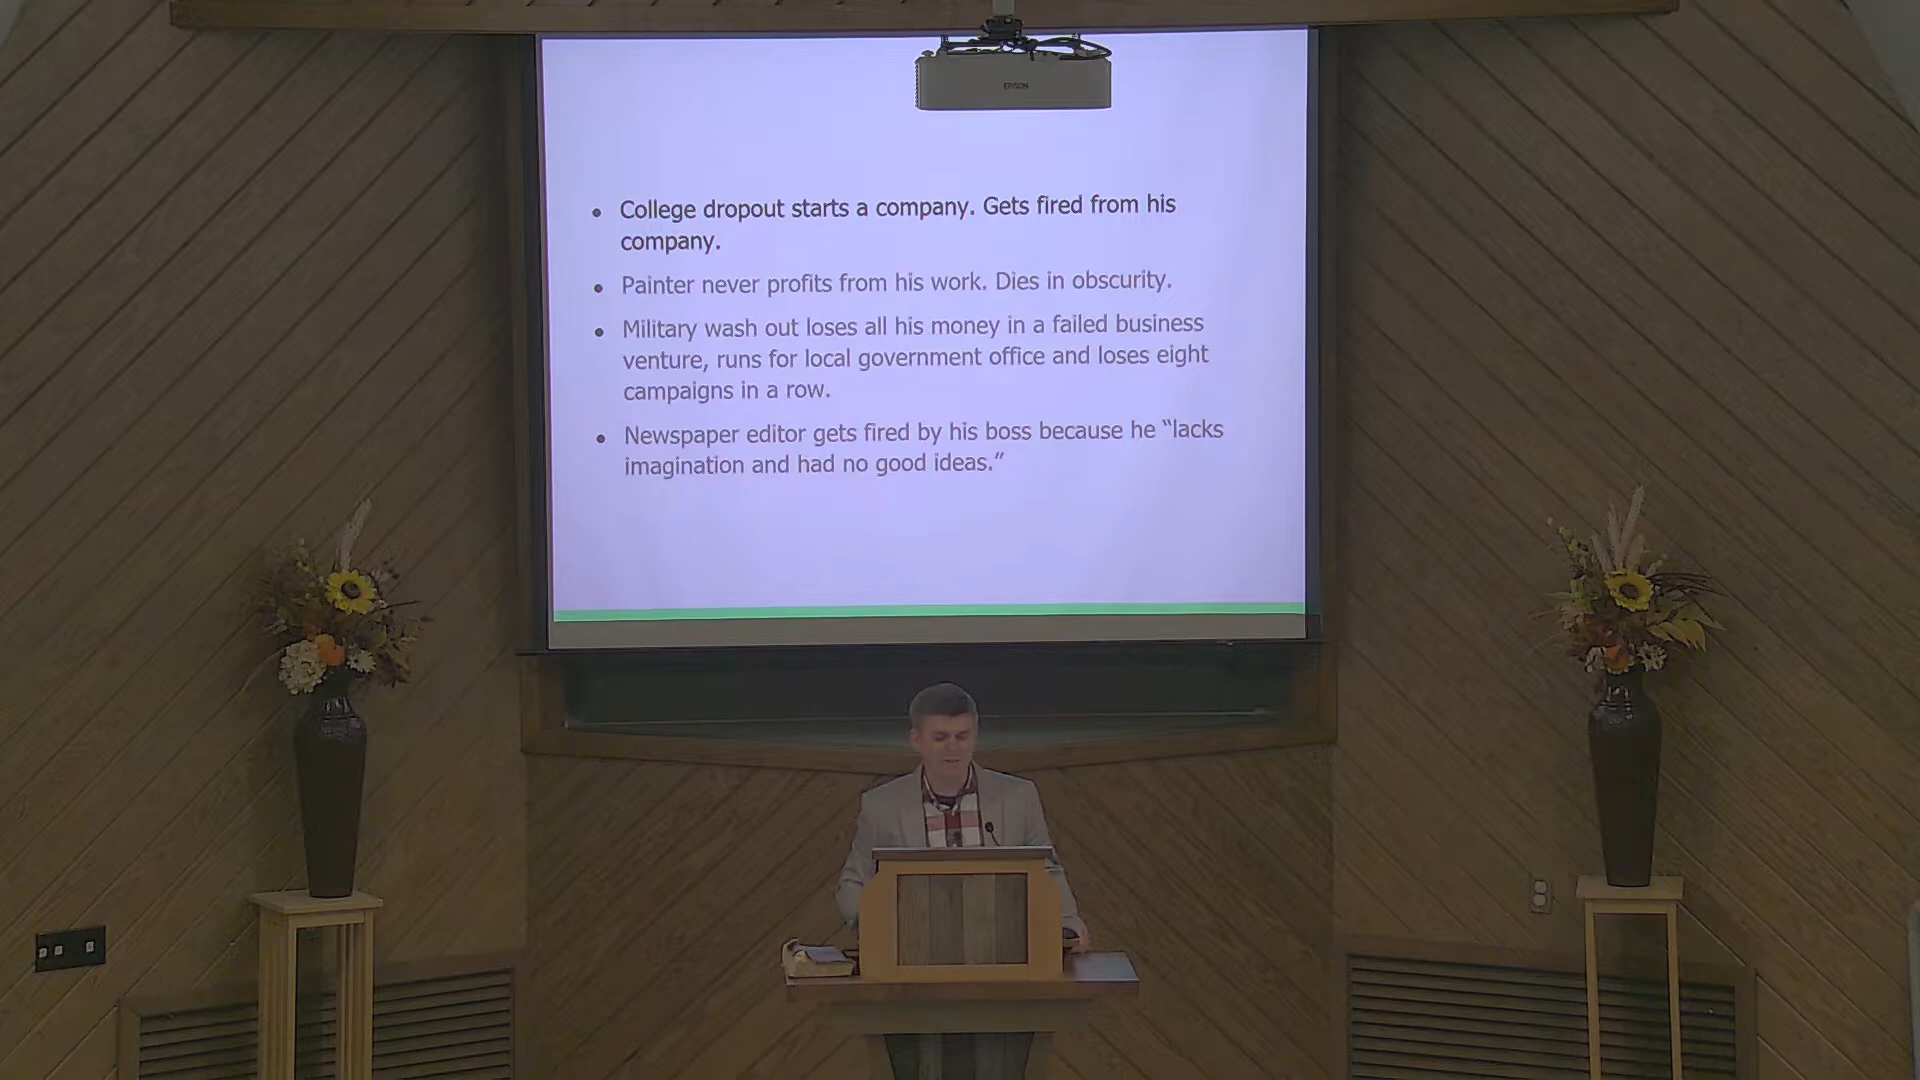 EPSON
• College dropout starts a company. Gets fired from his
company.
• Painter never profits from his work. Dies in obscurity.
• Military wash out loses all his money in a failed business
venture, runs for local government office and loses eight
campaigns in a row.
• Newspaper editor gets fired by his boss because he “lacks
imagination and had no good ideas.”